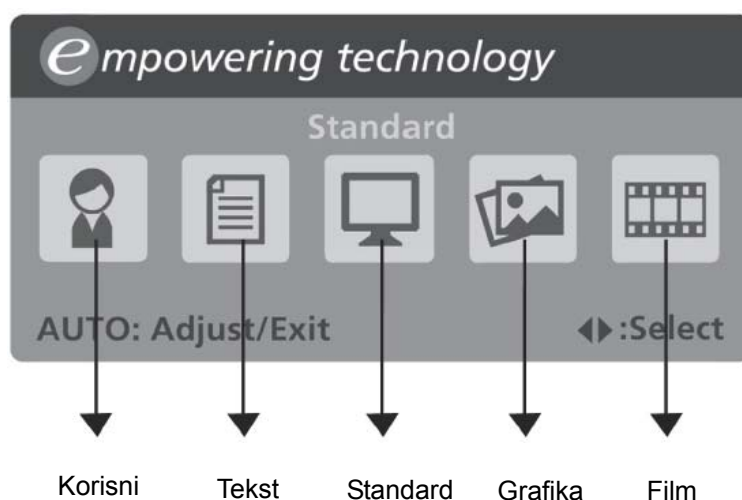 empowering technology
Standard
AUTO: Adjust/Exit ◀▶:Select
Korisni Tekst Standard Grafika Film